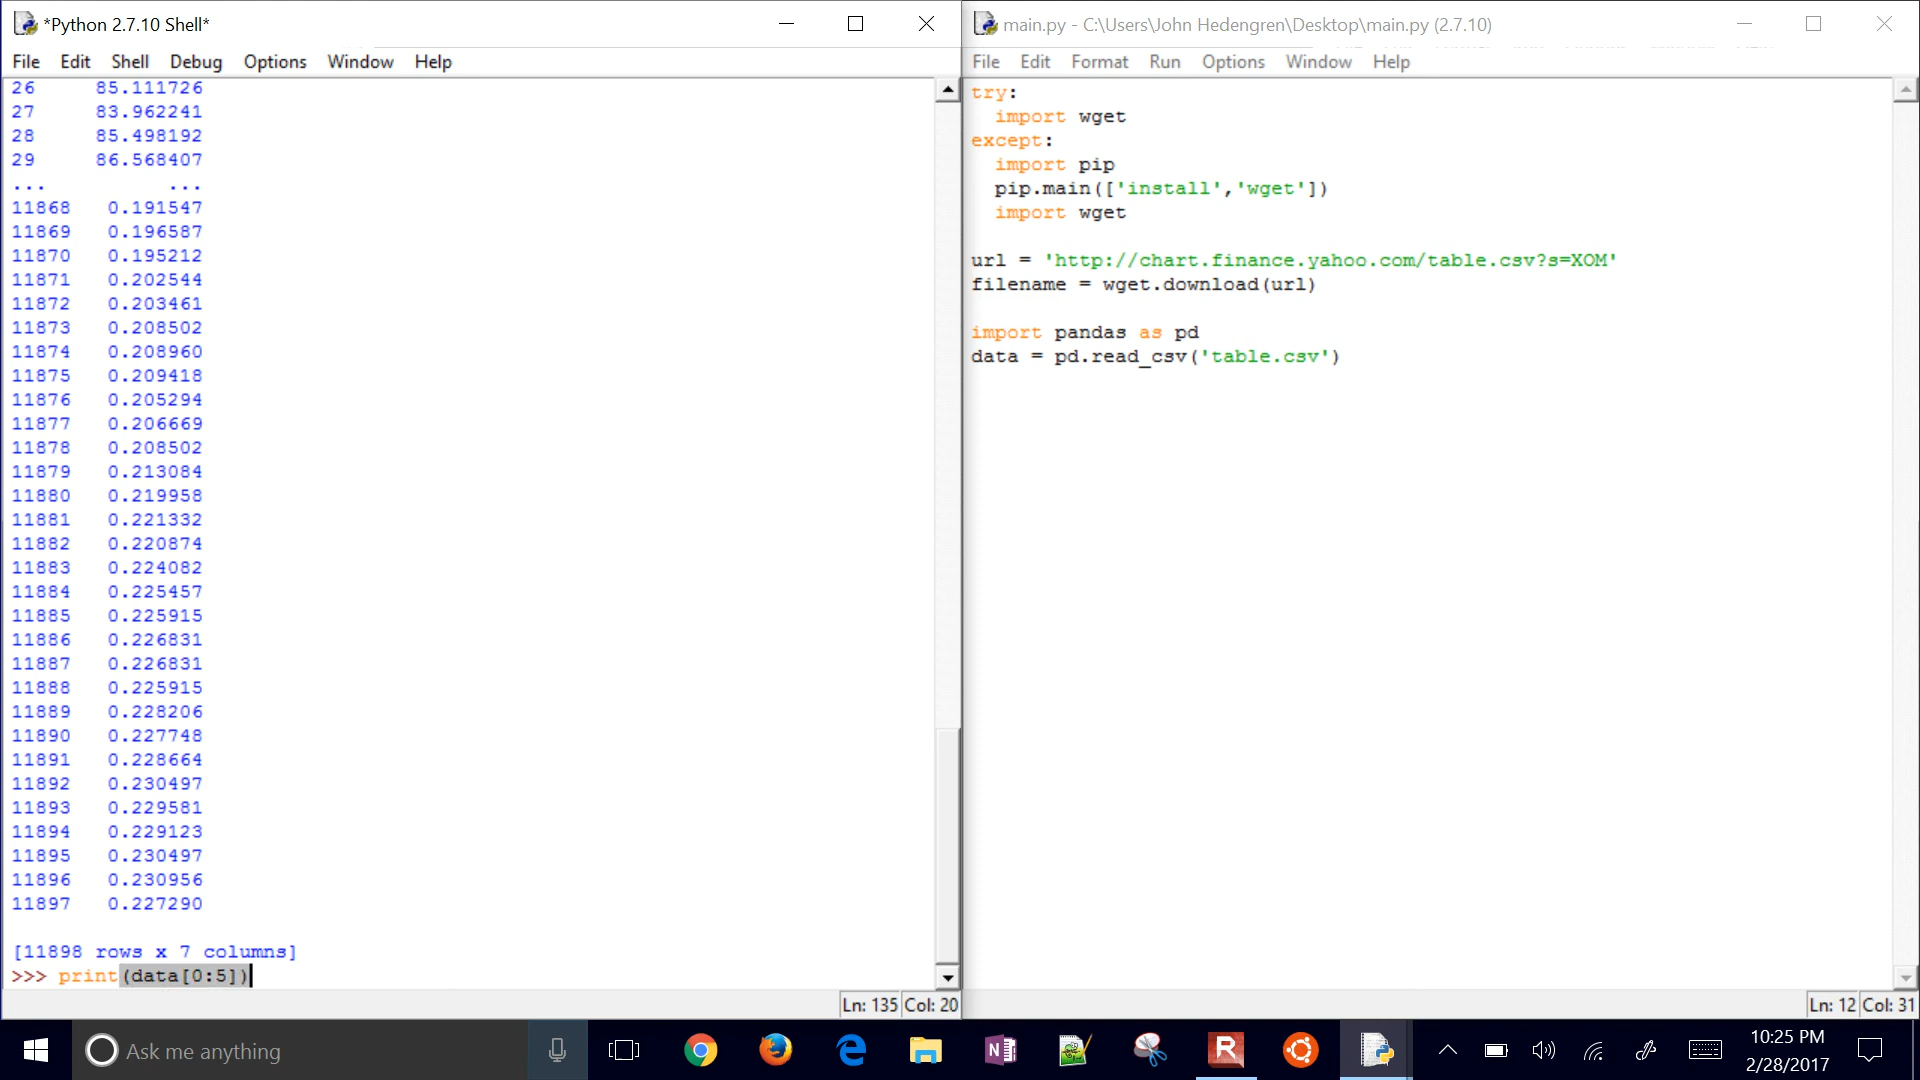 *Python 2.7.10 Shell*
File Edit Shell Debug Options Window Help
26 85.111726
27 83.962241
28 85.498192
29 86.568407
... ...
11868 0.191547
11869 0.196587
11870 0.195212
11871 0.202544
11872 0.203461
11873 0.208502
11874 0.208960
11875 0.209418
11876 0.205294
11877 0.206669
11878 0.208502
11879 0.213084
11880 0.219958
11881 0.221332
11882 0.220874
11883 0.224082
11884 0.225457
11885 0.225915
11886 0.226831
11887 0.226831
11888 0.225915
11889 0.228206
11890 0.227748
11891 0.228664
11892 0.230497
11893 0.229581
11894 0.229123
11895 0.230497
11896 0.230956
11897 0.227290
[11898 rows x 7 columns]
>>> print(data[0:5])
Ln: 135 Col: 20
main.py - C:\Users\John Hedengren\Desktop\main.py (2.7.10)
File Edit Format Run Options Window Help
try:
  import wget
except:
  import pip
  pip.main(['install','wget'])
  import wget
url = 'http://chart.finance.yahoo.com/table.csv?s=XOM'
filename = wget.download(url)
import pandas as pd
data = pd.read_csv('table.csv')
Ln: 12 Col: 31
Ask me anything
10:25 PM
2/28/2017